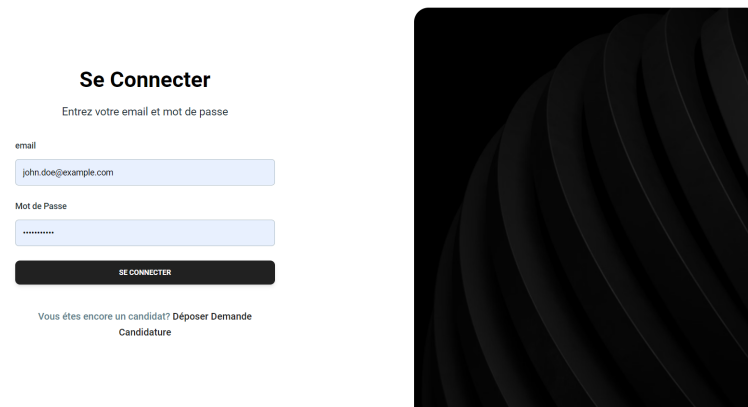 Se Connecter
Entrez votre email et mot de passe
email
john.doe@example.com
Mot de Passe
•••••••••••
SE CONNECTER
Vous étes encore un candidat? Déposer Demande
Candidature